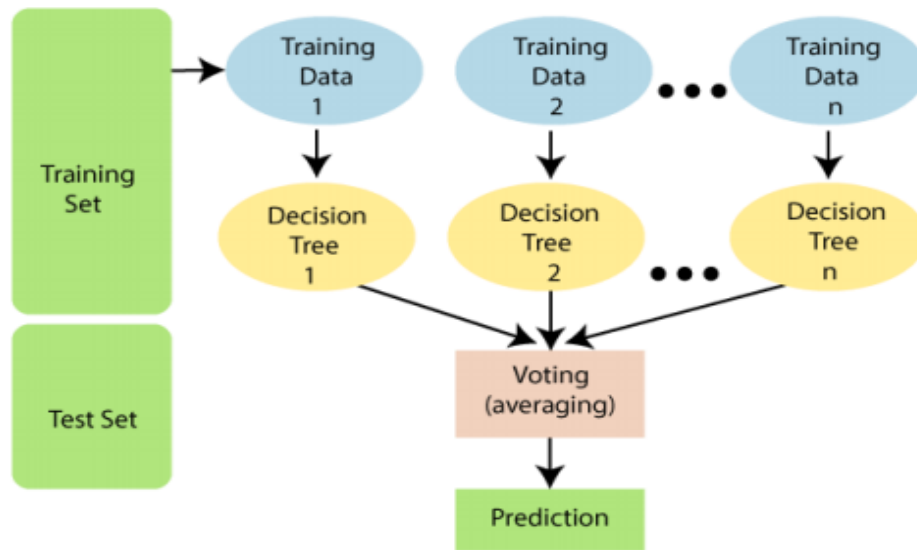 Training
Data
1
Training
Data
2
Training
Data
n
Training
Set
Decision
Tree
1
Decision
Tree
2
Decision
Tree
n
Voting
(averaging)
Test Set
Prediction